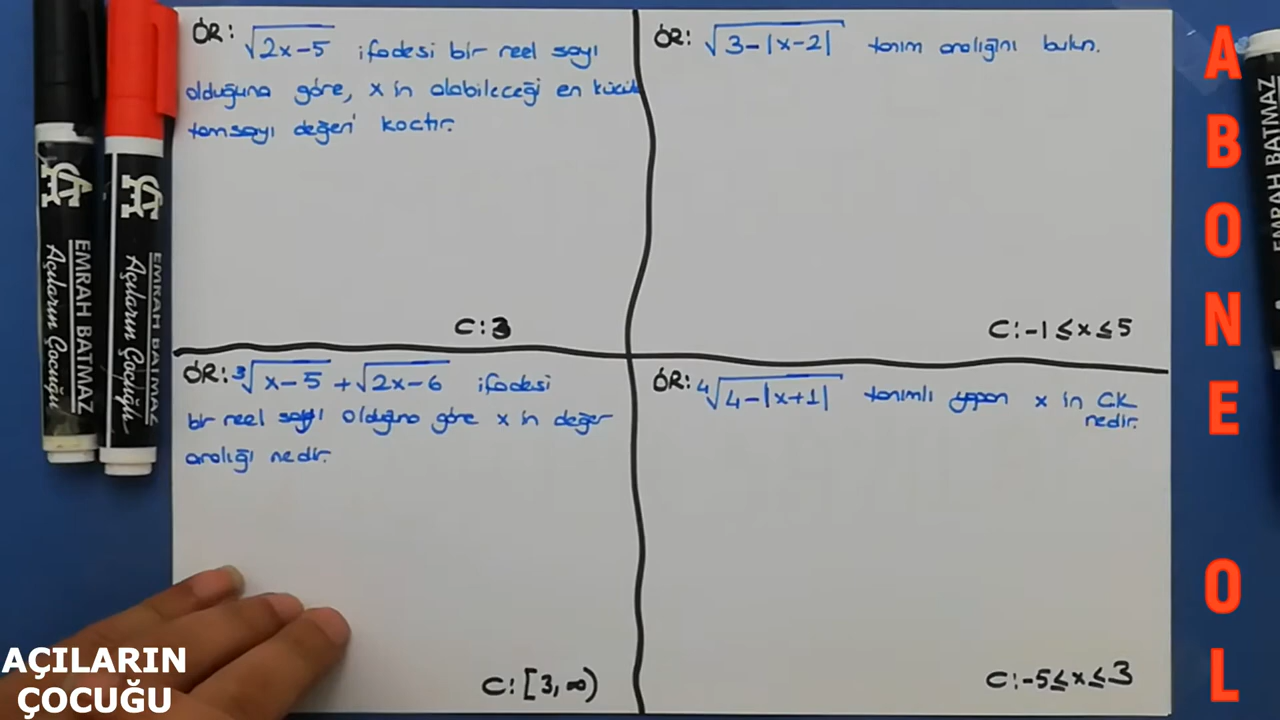 ÖR: √2x-5 ifadesi bir reel sayı
olduğuna göre, x in alabileceği en küçük
tamsayı değeri kaçtır.
C:3
ÖR: √3-|x-2| tanım aralığını bulun.
C:-1≤x≤5
ÖR: ³√x-5 + √2x-6 ifadesi
bir reel sayı olduğuna göre x in değer
aralığı nedir.
C:[3,∞)
ÖR: ⁴√4-|x+1| tanımlı yapan x in ÇK
nedir.
C:-5≤x≤3
EMRAH BATMAZ
Açıların Çocuğu
EMRAH BATMAZ
Açıların Çocuğu
EMRAH BATMAZ
AÇILARIN
ÇOCUĞU
ABONE
OL